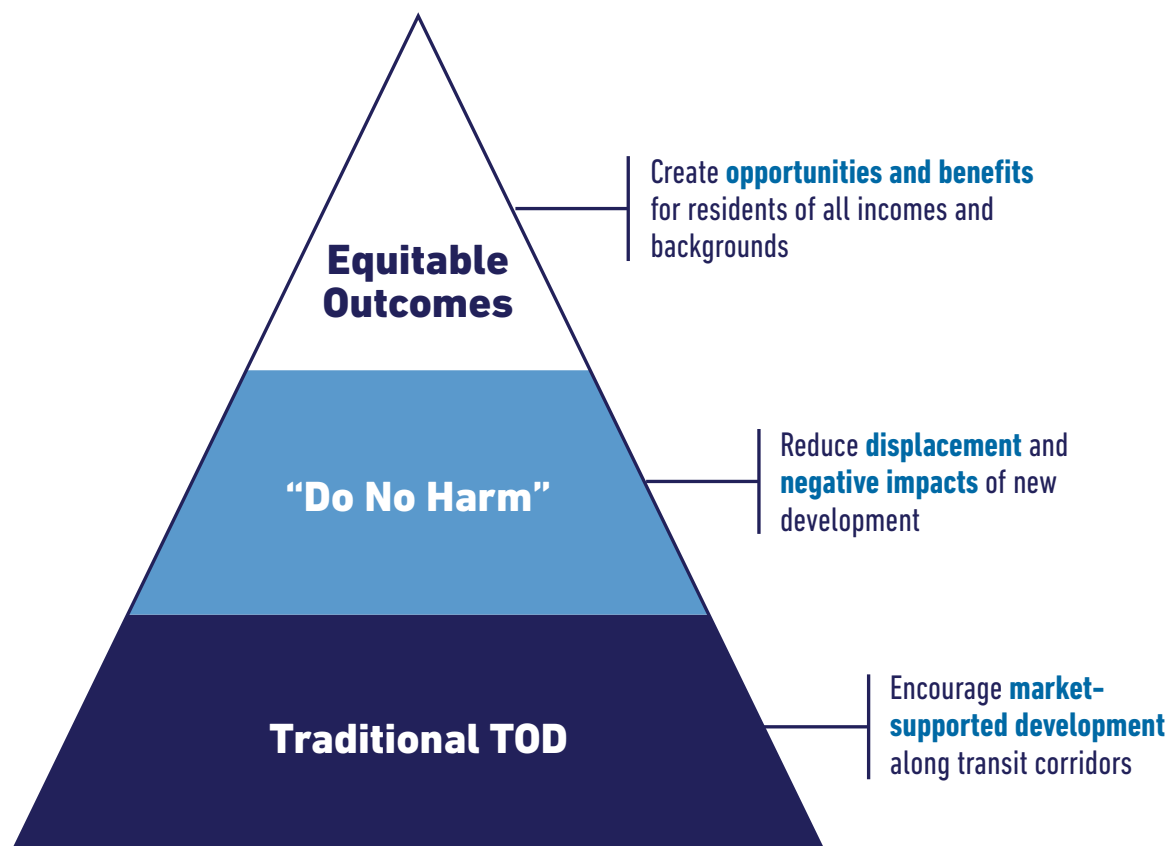 Equitable
Outcomes
Create opportunities and benefits
for residents of all incomes and
backgrounds
“Do No Harm”
Reduce displacement and
negative impacts of new
development
Traditional TOD
Encourage market-
supported development
along transit corridors